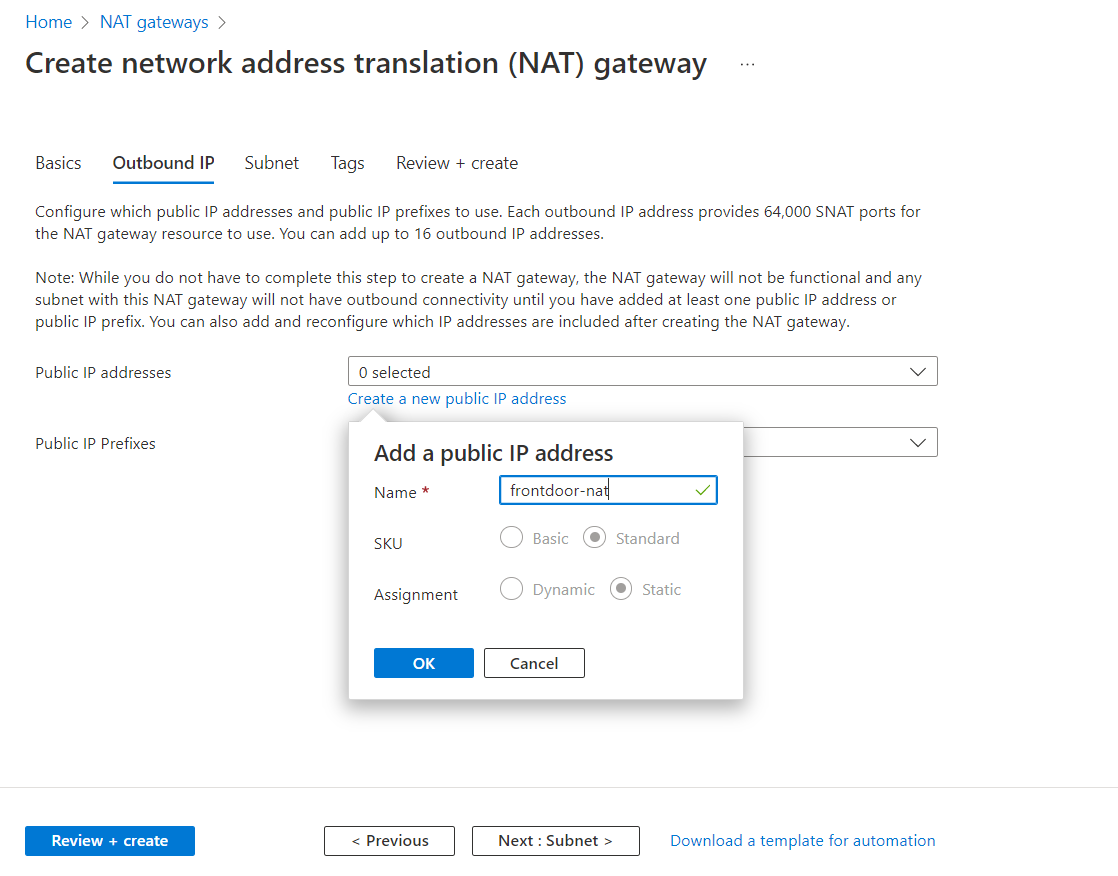 Home > NAT gateways >
Create network address translation (NAT) gateway ...
Basics Outbound IP Subnet Tags Review + create
Configure which public IP addresses and public IP prefixes to use. Each outbound IP address provides 64,000 SNAT ports for
the NAT gateway resource to use. You can add up to 16 outbound IP addresses.
Note: While you do not have to complete this step to create a NAT gateway, the NAT gateway will not be functional and any
subnet with this NAT gateway will not have outbound connectivity until you have added at least one public IP address or
public IP prefix. You can also add and reconfigure which IP addresses are included after creating the NAT gateway.
Public IP addresses 0 selected
Create a new public IP address
Public IP Prefixes
Add a public IP address
Name * frontdoor-nat
SKU Basic Standard
Assignment Dynamic Static
OK Cancel
Review + create < Previous Next : Subnet > Download a template for automation